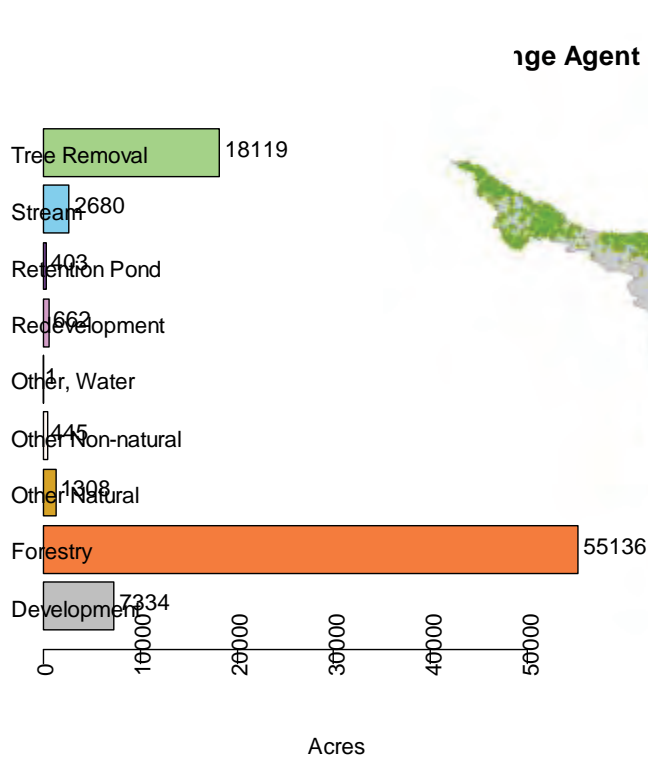 Agent
Tree Removal 18119
Stream 2680
Retention Pond 403
Redevelopment 662
Other, Water 1
Other Non-natural 445
Other Natural 1308
Forestry 55136
Development 7334
0 10000 20000 30000 40000 50000
Acres